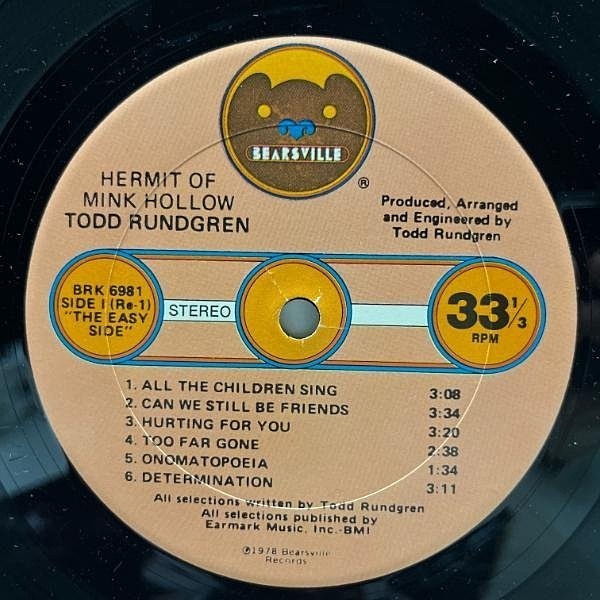 BEARSVILLE
®
HERMIT OF
MINK HOLLOW
TODD RUNDGREN
Produced, Arranged
and Engineered by
Todd Rundgren
BRK 6981
SIDE 1 (Re-1)
"THE EASY
SIDE"
STEREO
33 1/3
RPM
1. ALL THE CHILDREN SING 3:08
2. CAN WE STILL BE FRIENDS 3:34
3. HURTING FOR YOU 3:20
4. TOO FAR GONE 2:38
5. ONOMATOPOEIA 1:34
6. DETERMINATION 3:11
All selections written by Todd Rundgren
All selections published by
Earmark Music, Inc.-BMI
℗1978 Bearsville
Records